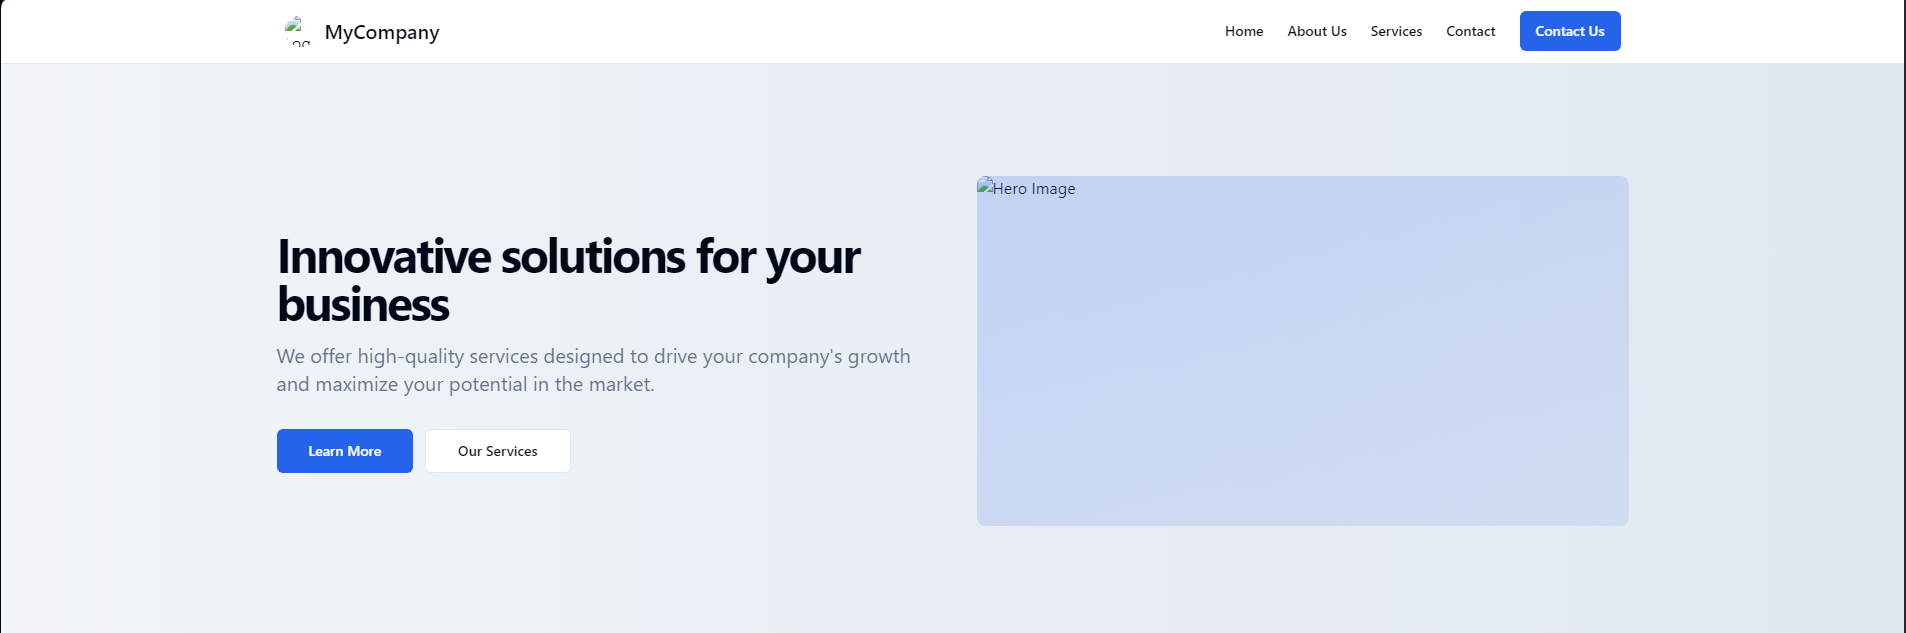 MyCompany
Home
About Us
Services
Contact
Contact Us
Innovative solutions for your
business
We offer high-quality services designed to drive your company's growth
and maximize your potential in the market.
Learn More
Our Services
Hero Image